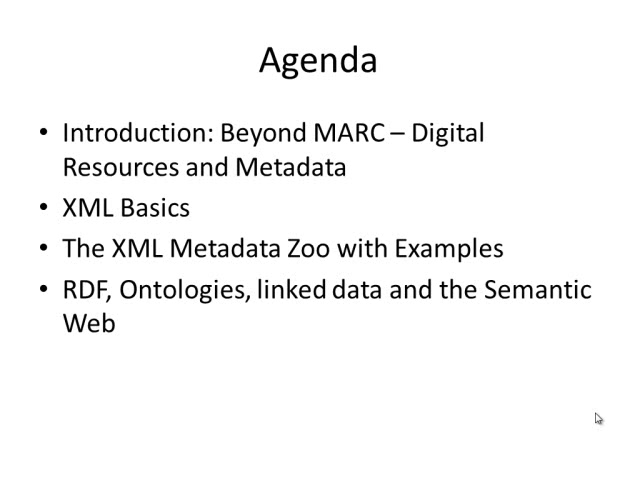 Agenda
• Introduction: Beyond MARC – Digital
Resources and Metadata
• XML Basics
• The XML Metadata Zoo with Examples
• RDF, Ontologies, linked data and the Semantic
Web